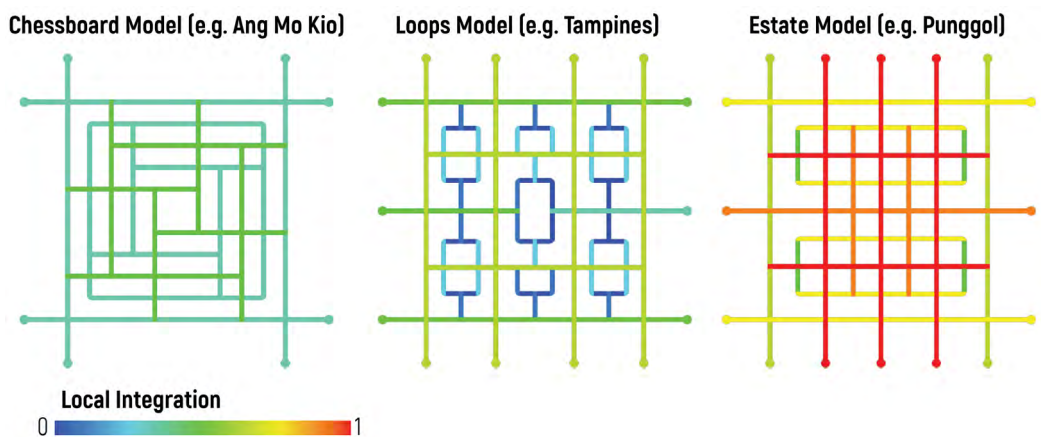 Chessboard Model (e.g. Ang Mo Kio)
Loops Model (e.g. Tampines)
Estate Model (e.g. Punggol)
Local Integration
0
1